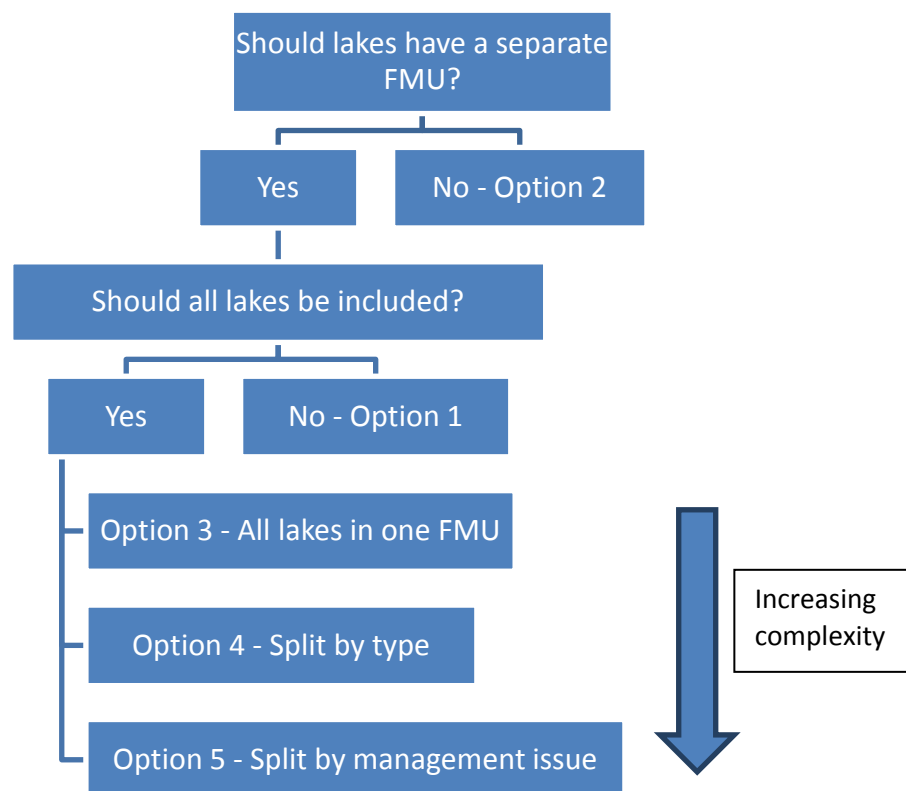 Should lakes have a separate
FMU?
Yes
No - Option 2
Should all lakes be included?
Yes
No - Option 1
Option 3 - All lakes in one FMU
Option 4 - Split by type
Option 5 - Split by management issue
Increasing
complexity